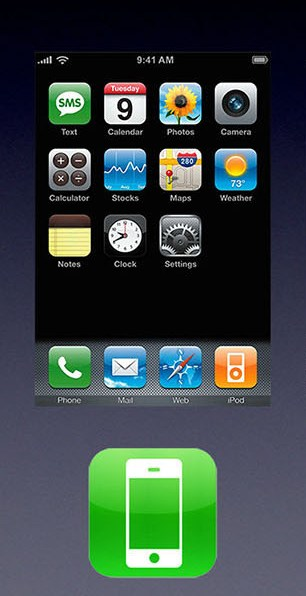 9:41 AM
SMS Tuesday 9 280
Text Calendar Photos Camera
Aug 73°
Calculator Stocks Maps Weather
Notes Clock Settings
Phone Mail Web iPod